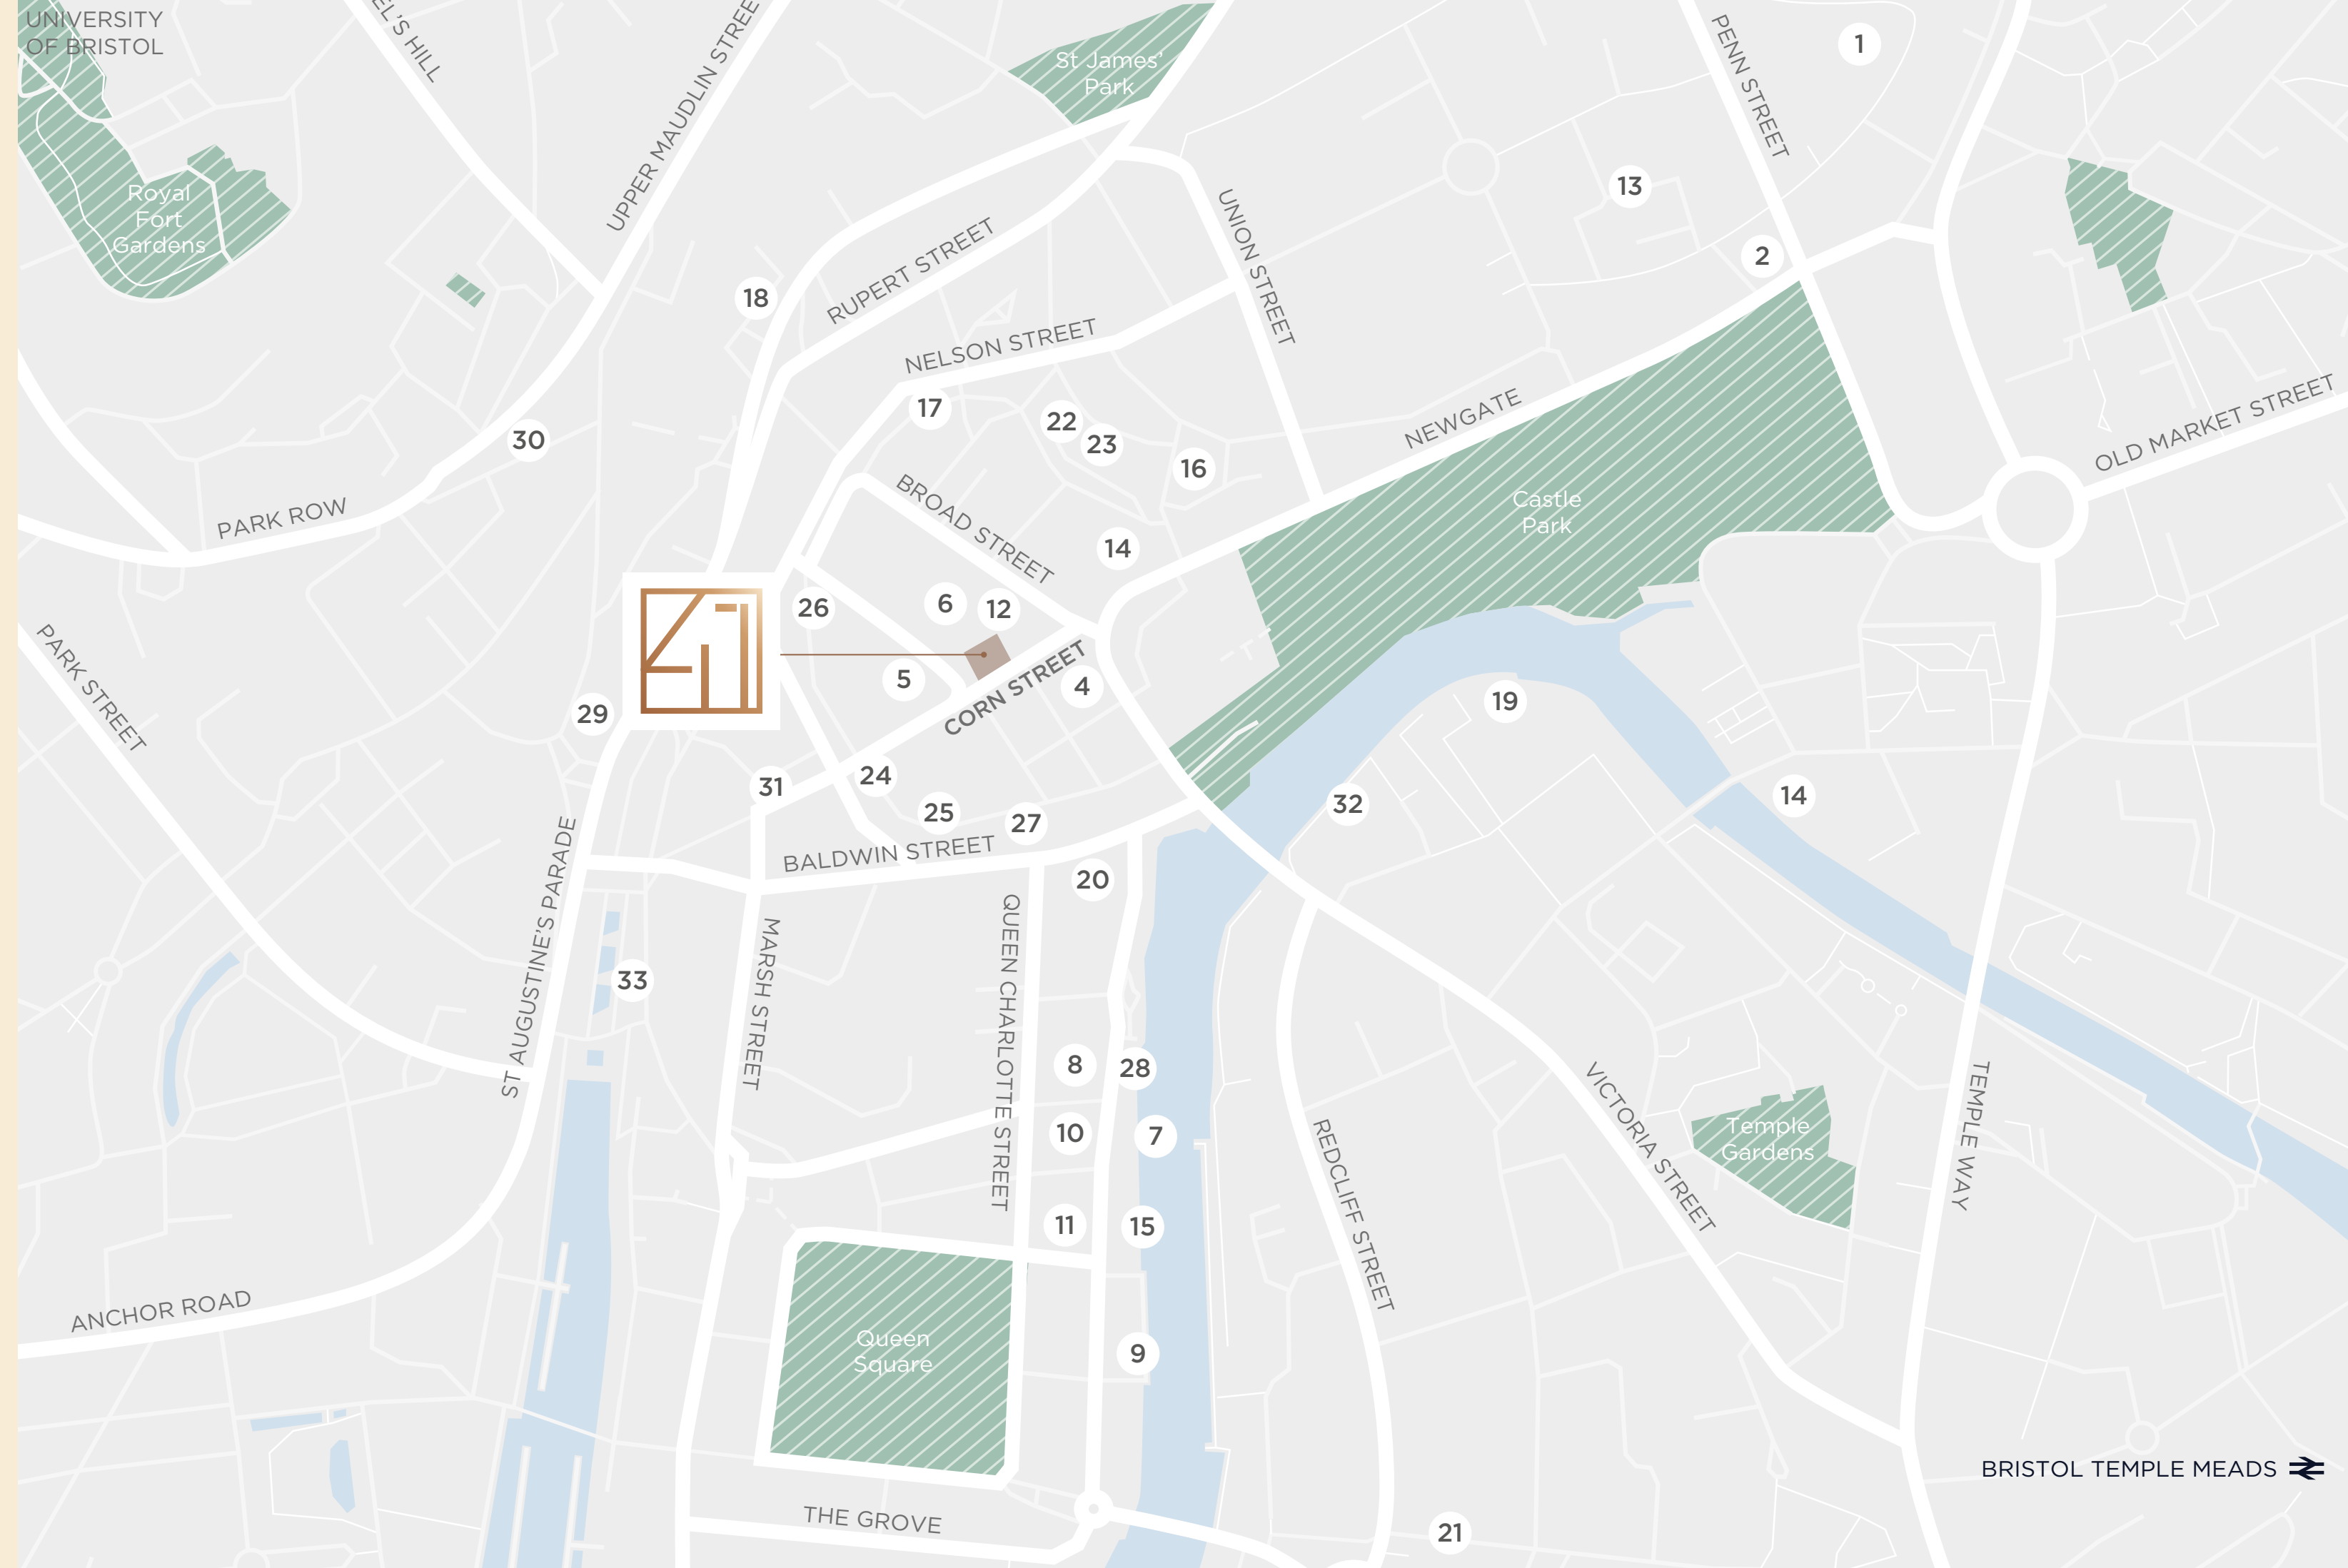 UNIVERSITY
OF BRISTOL
EL'S HILL
UPPER MAUDLIN STREE
St James'
Park
PENN STREET
1
Royal
Fort
Gardens
13
UNION STREET
2
18
RUPERT STREET
NELSON STREET
17
22
23
16
NEWGATE
OLD MARKET STREET
30
PARK ROW
BROAD STREET
14
Castle
Park
26
6
12
5
CORN STREET
4
PARK STREET
29
19
31
24
25
27
32
14
BALDWIN STREET
20
ST AUGUSTINE'S PARADE
33
MARSH STREET
QUEEN CHARLOTTE STREET
8
28
10
7
11
15
REDCLIFF STREET
VICTORIA STREET
Temple
Gardens
TEMPLE WAY
ANCHOR ROAD
Queen
Square
9
BRISTOL TEMPLE MEADS
THE GROVE
21